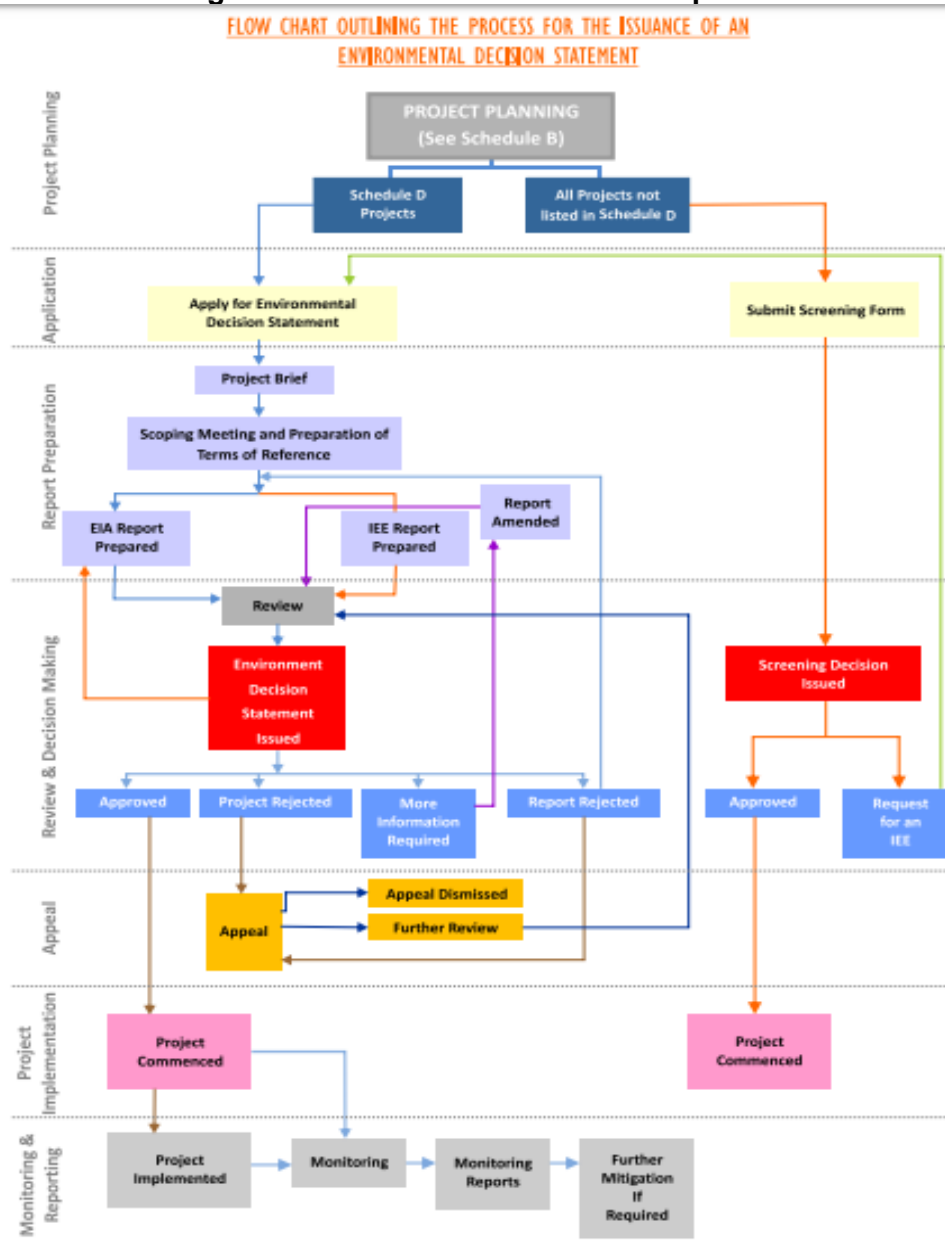 FLOW CHART OUTLINING THE PROCESS FOR THE ISSUANCE OF AN
ENVIRONMENTAL DECISION STATEMENT
Project Planning
PROJECT PLANNING
(See Schedule B)
Schedule D
Projects
All Projects not
listed in Schedule D
Application
Apply for Environmental
Decision Statement
Submit Screening Form
Report Preparation
Project Brief
Scoping Meeting and Preparation of
Terms of Reference
EIA Report
Prepared
IEE Report
Prepared
Report
Amended
Review & Decision Making
Review
Environment
Decision
Statement
Issued
Screening Decision
Issued
Approved
Project Rejected
More
Information
Required
Report Rejected
Approved
Request
for an
IEE
Appeal
Appeal
Appeal Dismissed
Further Review
Project
Implementation
Project
Commenced
Project
Commenced
Monitoring &
Reporting
Project
Implemented
Monitoring
Monitoring
Reports
Further
Mitigation
If
Required